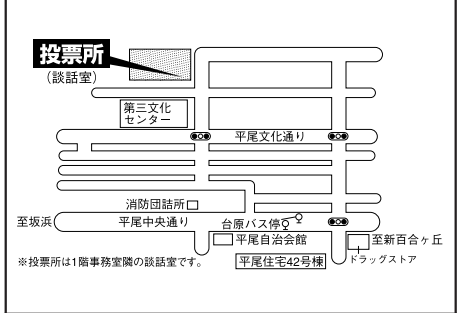 投票所
（談話室）
第三文化
センター
平尾文化通り
消防団詰所
至坂浜
平尾中央通り
台原バス停
平尾自治会館
至新百合ヶ丘
※投票所は1階事務室隣の談話室です。
平尾住宅42号棟
ドラッグストア